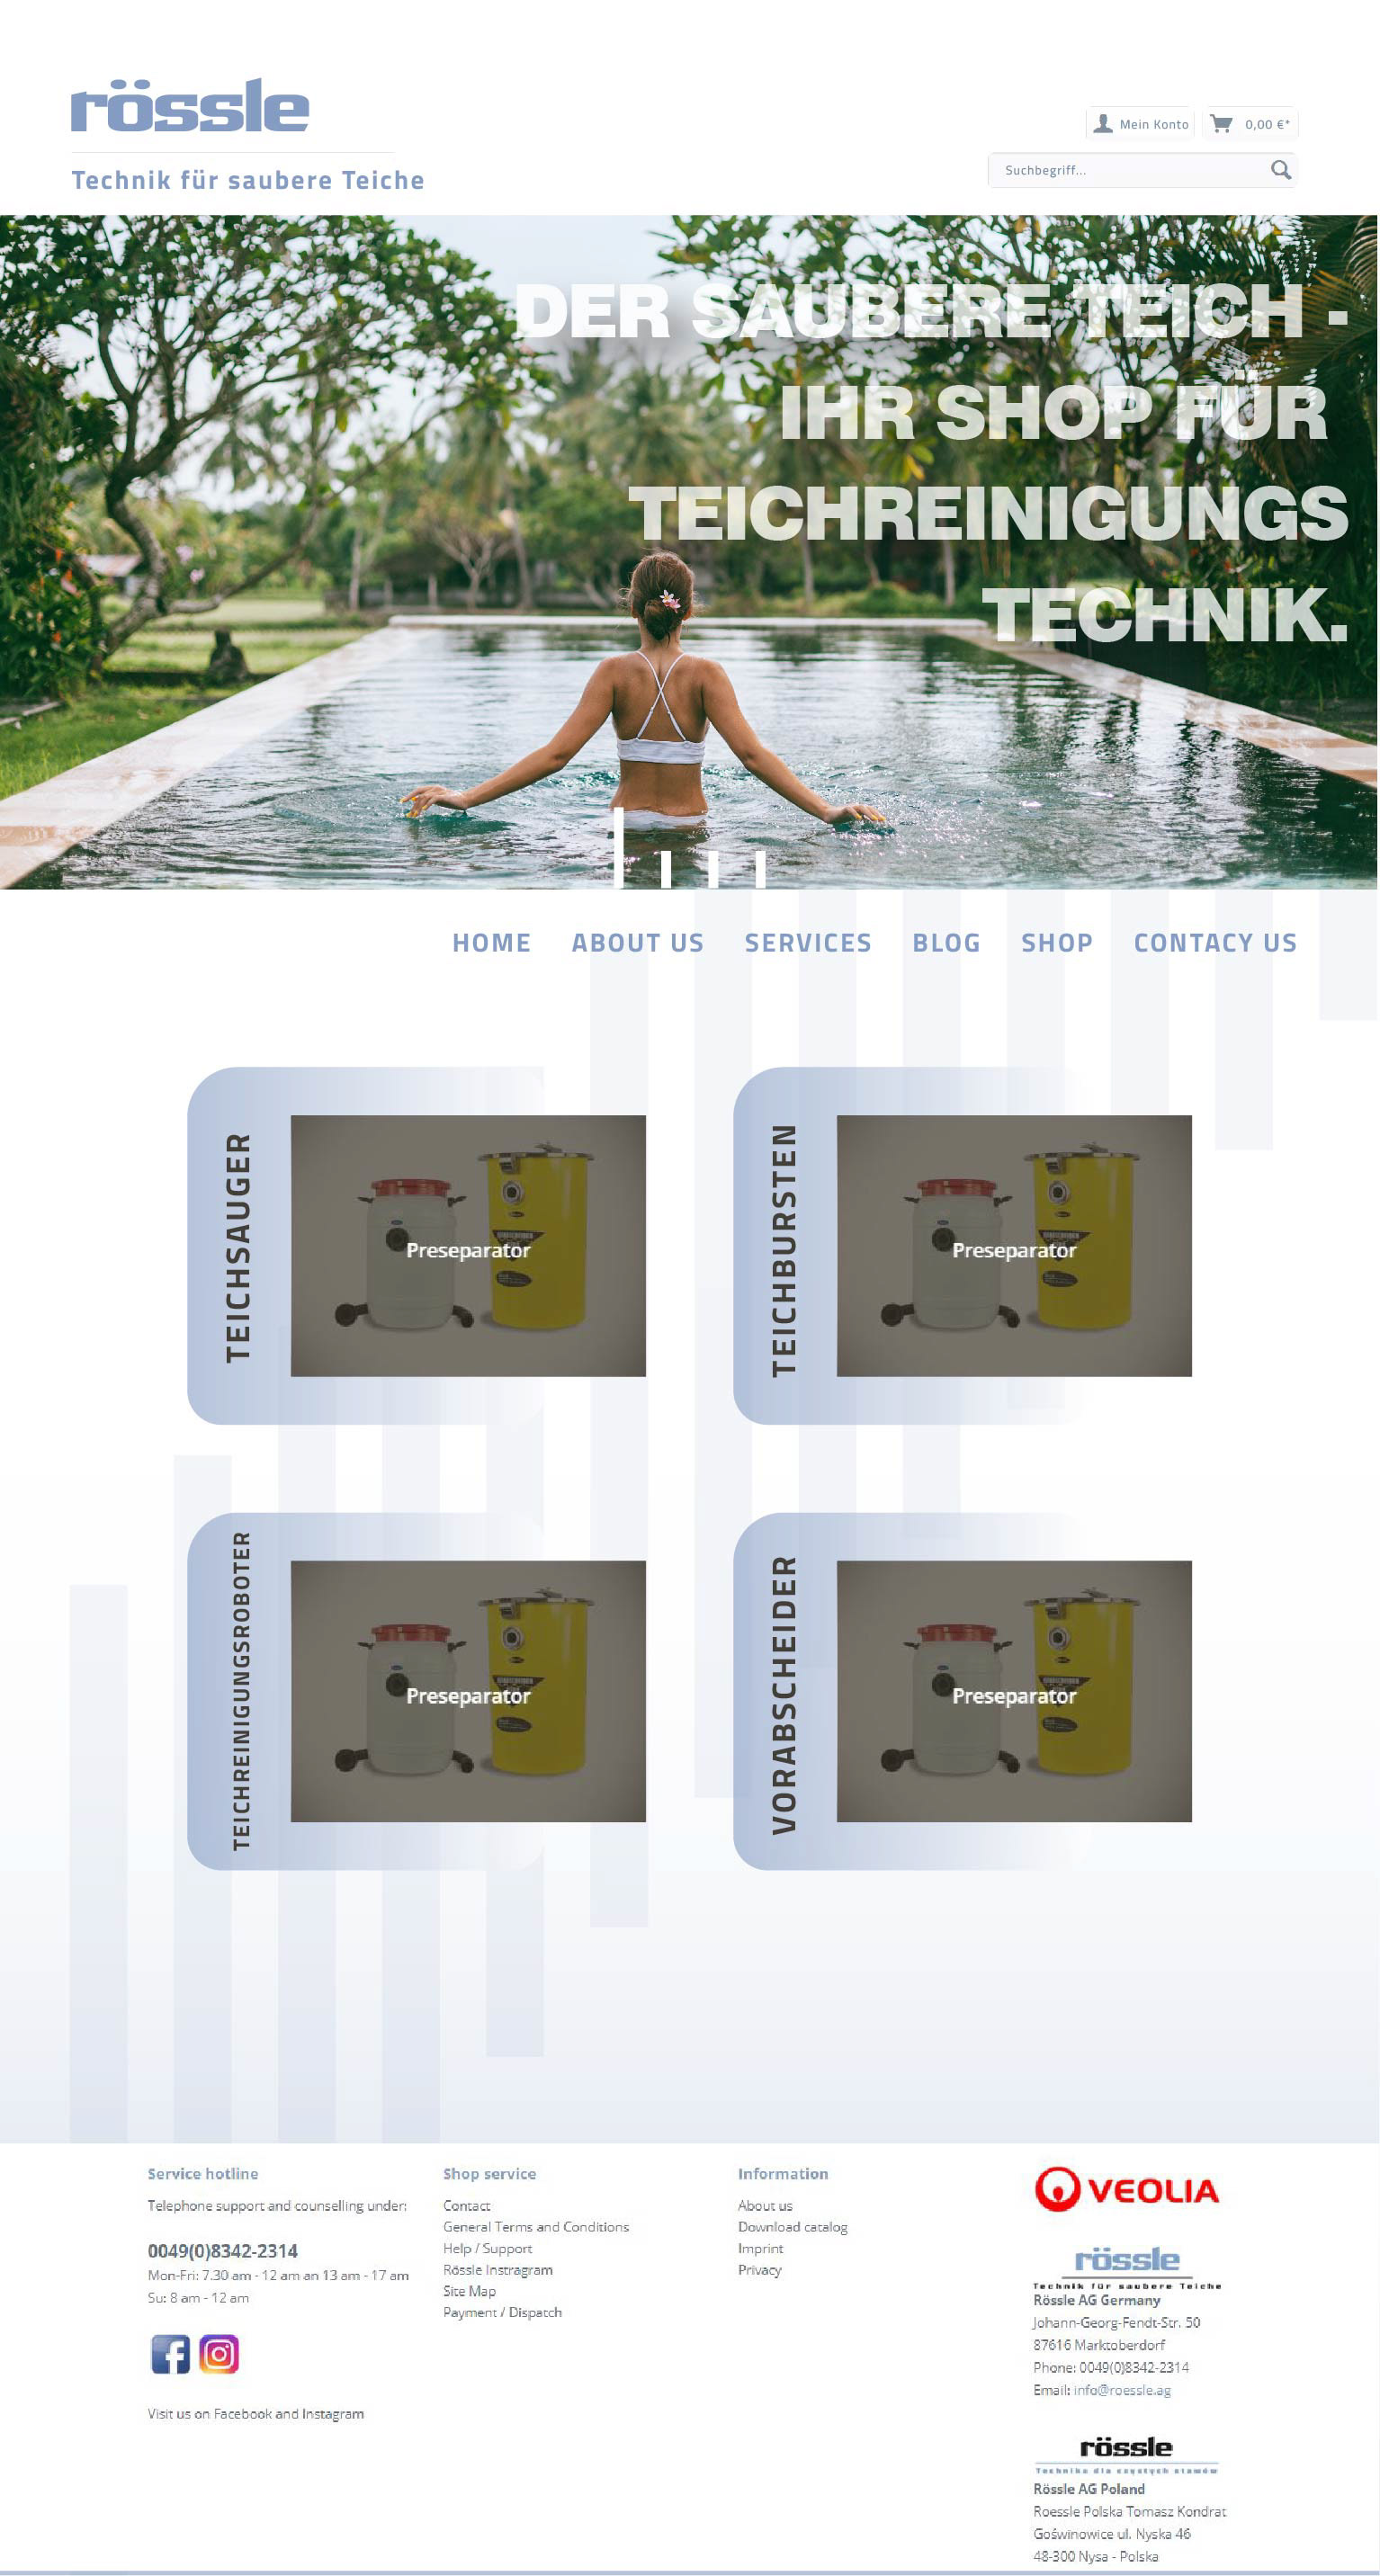 rössle
Technik für saubere Teiche
Mein Konto
0,00 €*
Suchbegriff...
DER SAUBERE TEICH -
IHR SHOP FÜR
TEICHREINIGUNGS
TECHNIK.
HOME ABOUT US SERVICES BLOG SHOP CONTACY US
TEICHSAUGER
Preseparator
TEICHBURSTEN
Preseparator
TEICHREINIGUNGSROBOTER
Preseparator
VORABSCHEIDER
Preseparator
Service hotline
Telephone support and counselling under:
0049(0)8342-2314
Mon-Fri: 7.30 am - 12 am an 13 am - 17 am
Su: 8 am - 12 am
Visit us on Facebook and Instagram
Shop service
Contact
General Terms and Conditions
Help / Support
Rössle Instragram
Site Map
Payment / Dispatch
Information
About us
Download catalog
Imprint
Privacy
VEOLIA
rössle
Technik für saubere Teiche
Rössle AG Germany
Johann-Georg-Fendt-Str. 50
87616 Marktoberdorf
Phone: 0049(0)8342-2314
Email: info@roessle.ag
rössle
Technika dla czystych stawów
Rössle AG Poland
Roessle Polska Tomasz Kondrat
Goświnowice ul. Nyska 46
48-300 Nysa - Polska